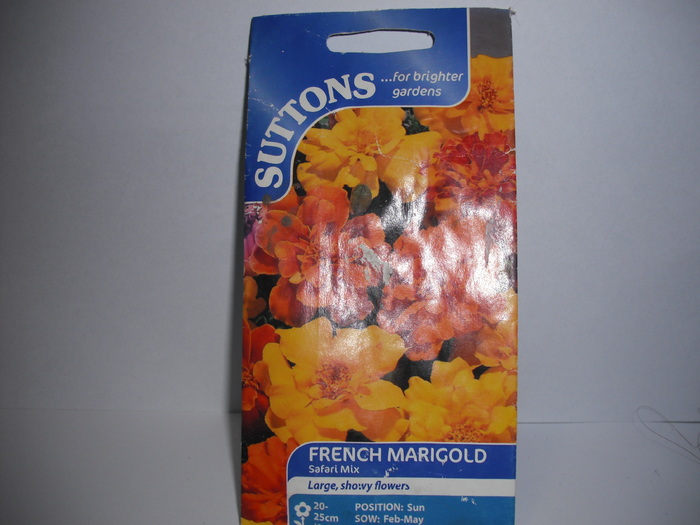 SUTTONS
...for brighter
gardens
FRENCH MARIGOLD
Safari Mix
Large, showy flowers
20-
25cm
POSITION: Sun
SOW: Feb-May